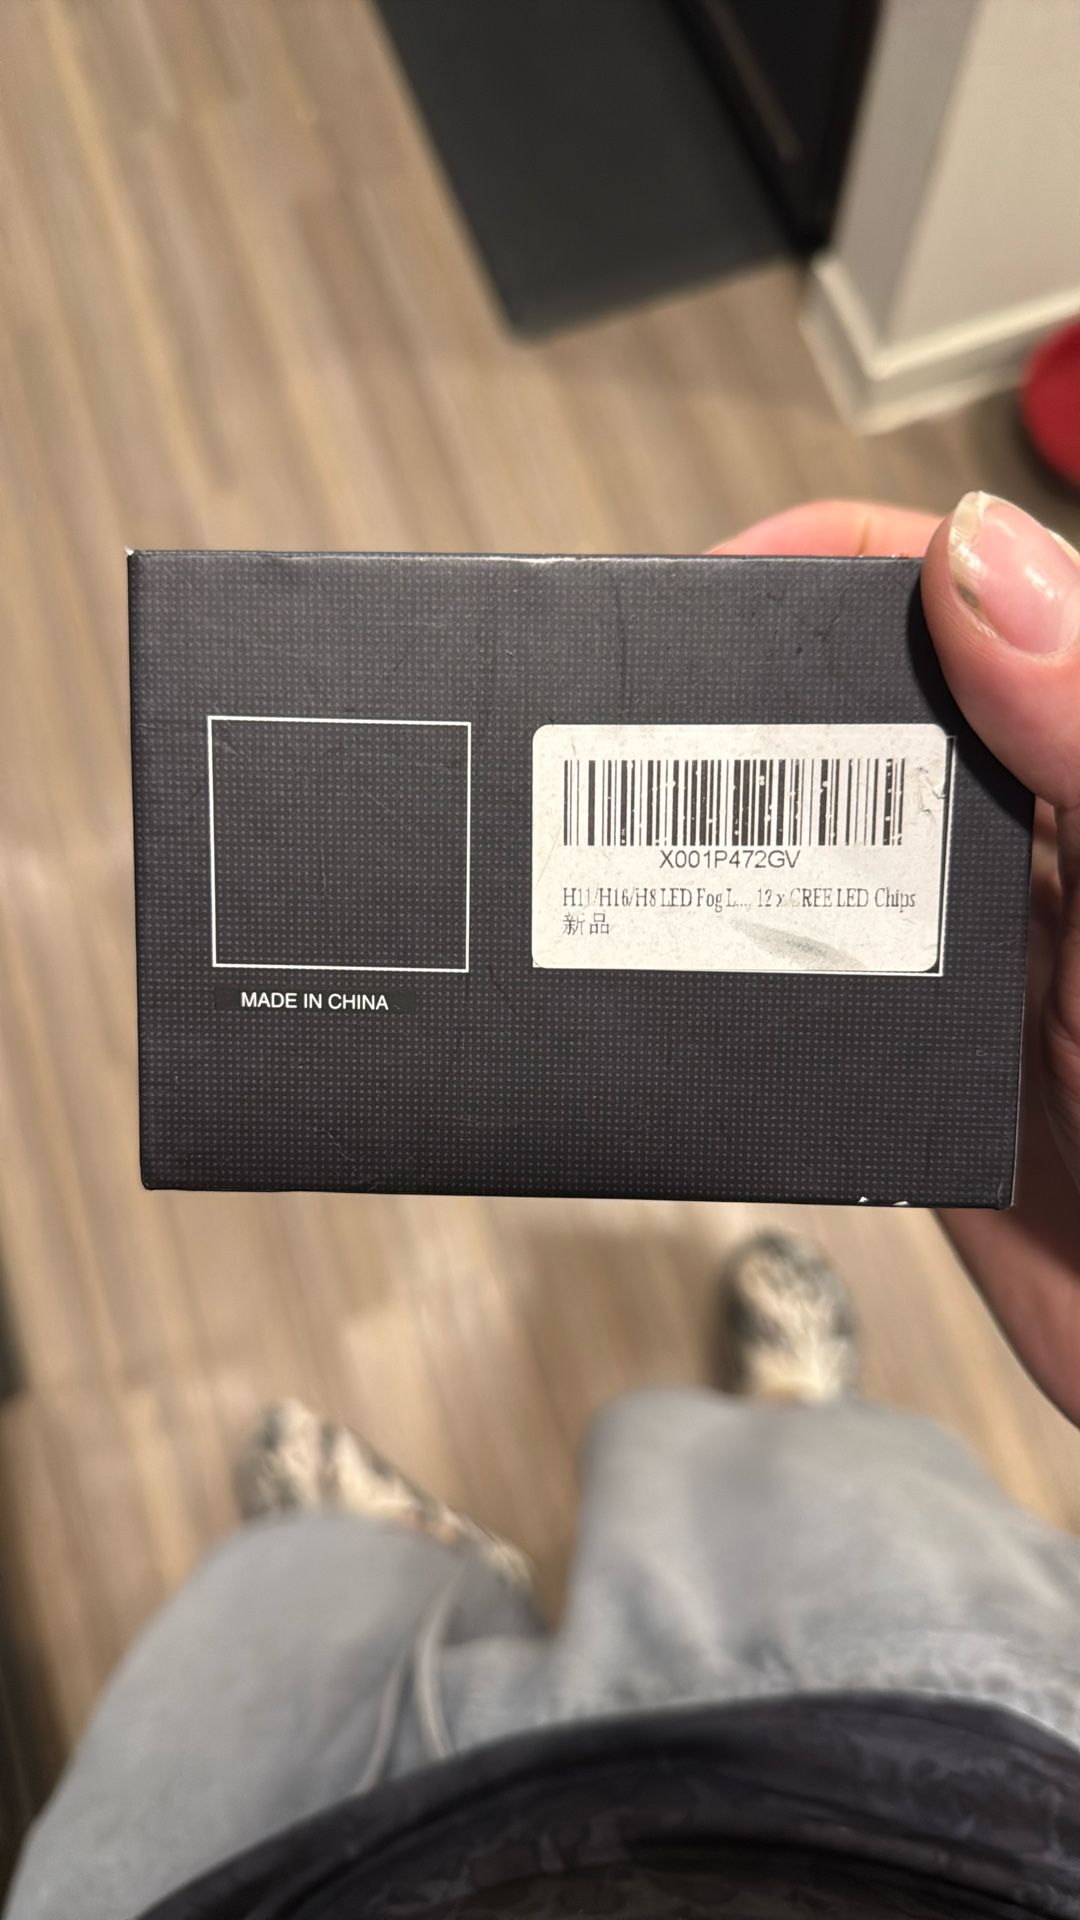 X001P472GV
H11/H16/H8 LED Fog L.... 12 x CREE LED Chips
新品
MADE IN CHINA